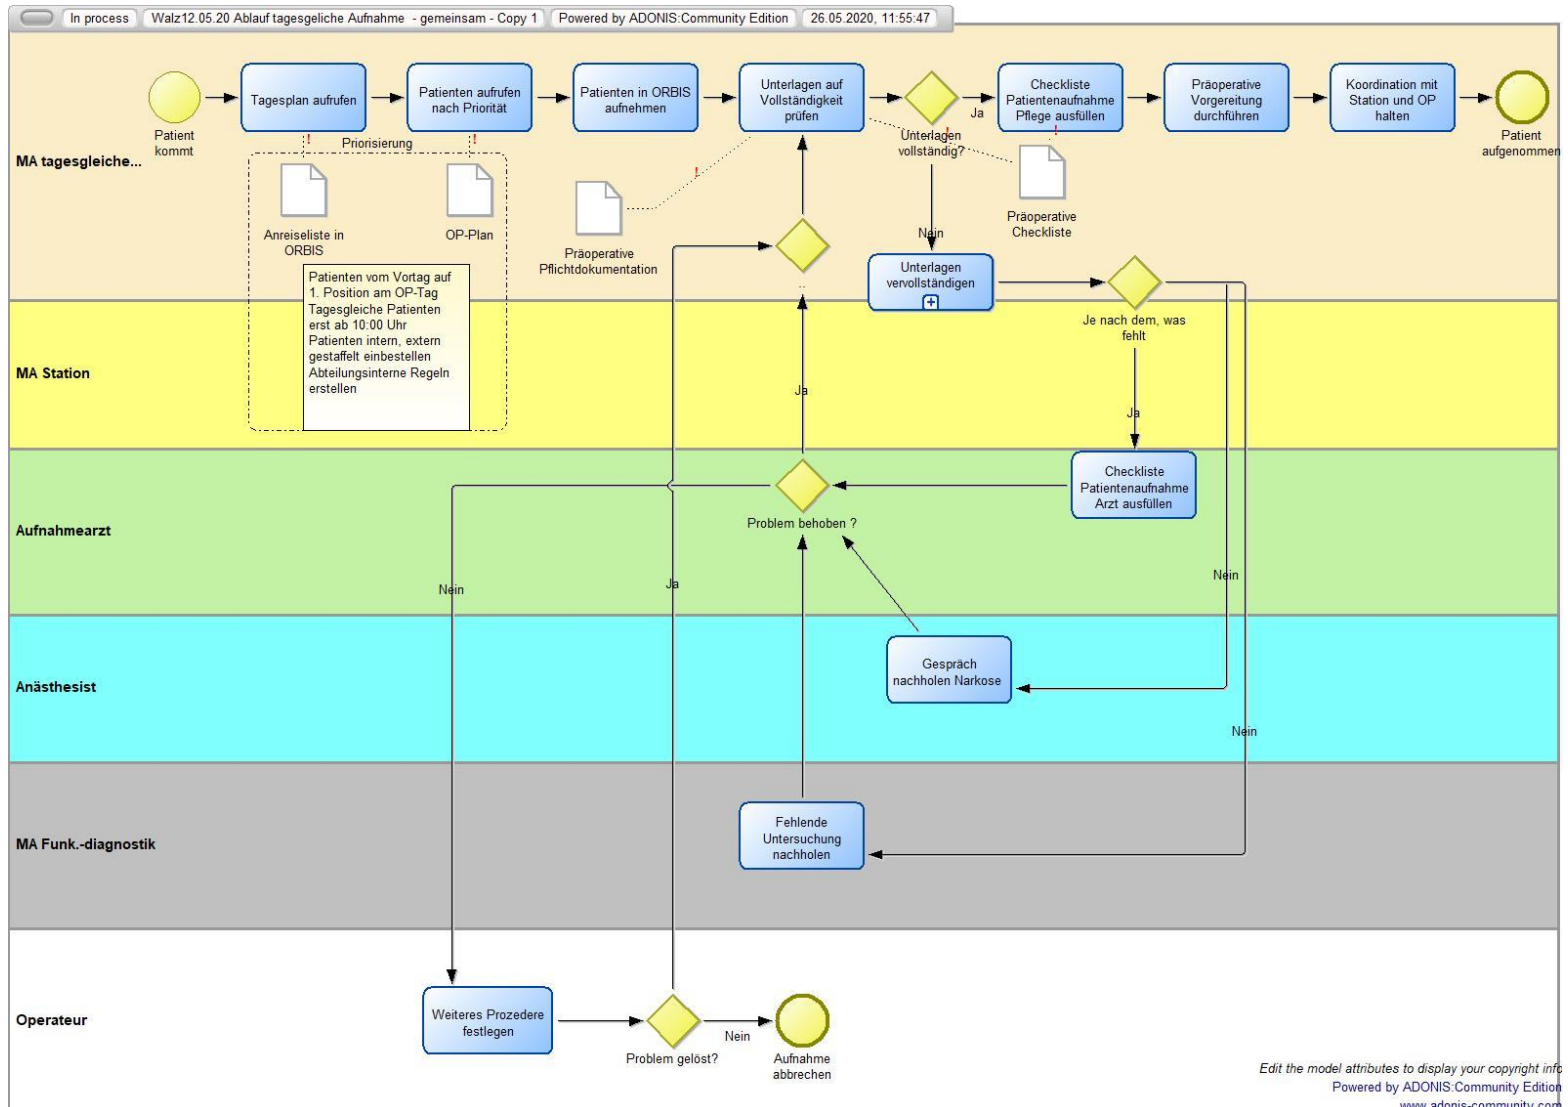 In process
Walz12.05.20 Ablauf tagesgeliche Aufnahme - gemeinsam - Copy 1
Powered by ADONIS:Community Edition
26.05.2020, 11:55:47
MA tagesgleiche...
Patient
kommt
Tagesplan aufrufen
Patienten aufrufen
nach Priorität
Patienten in ORBIS
aufnehmen
Unterlagen auf
Vollständigkeit
prüfen
Unterlagen
vollständig?
Ja
Checkliste
Patientenaufnahme
Pflege ausfüllen
Präoperative
Vorgereitung
durchführen
Koordination mit
Station und OP
halten
Patient
aufgenommen
!
Priorisierung
!
!
!
!
Anreiseliste in
ORBIS
OP-Plan
Präoperative
Pflichtdokumentation
Präoperative
Checkliste
Nein
Patienten vom Vortag auf
1. Position am OP-Tag
Tagesgleiche Patienten
erst ab 10:00 Uhr
Patienten intern, extern
gestaffelt einbestellen
Abteilungsinterne Regeln
erstellen
..
Unterlagen
vervollständigen
+
Je nach dem, was
fehlt
MA Station
Ja
Ja
Aufnahmearzt
Checkliste
Patientenaufnahme
Arzt ausfüllen
Problem behoben ?
Nein
Ja
Nein
Anästhesist
Gespräch
nachholen Narkose
Nein
MA Funk.-diagnostik
Fehlende
Untersuchung
nachholen
Operateur
Weiteres Prozedere
festlegen
Problem gelöst?
Nein
Aufnahme
abbrechen
Edit the model attributes to display your copyright info
Powered by ADONIS:Community Edition
www.adonis-community.com